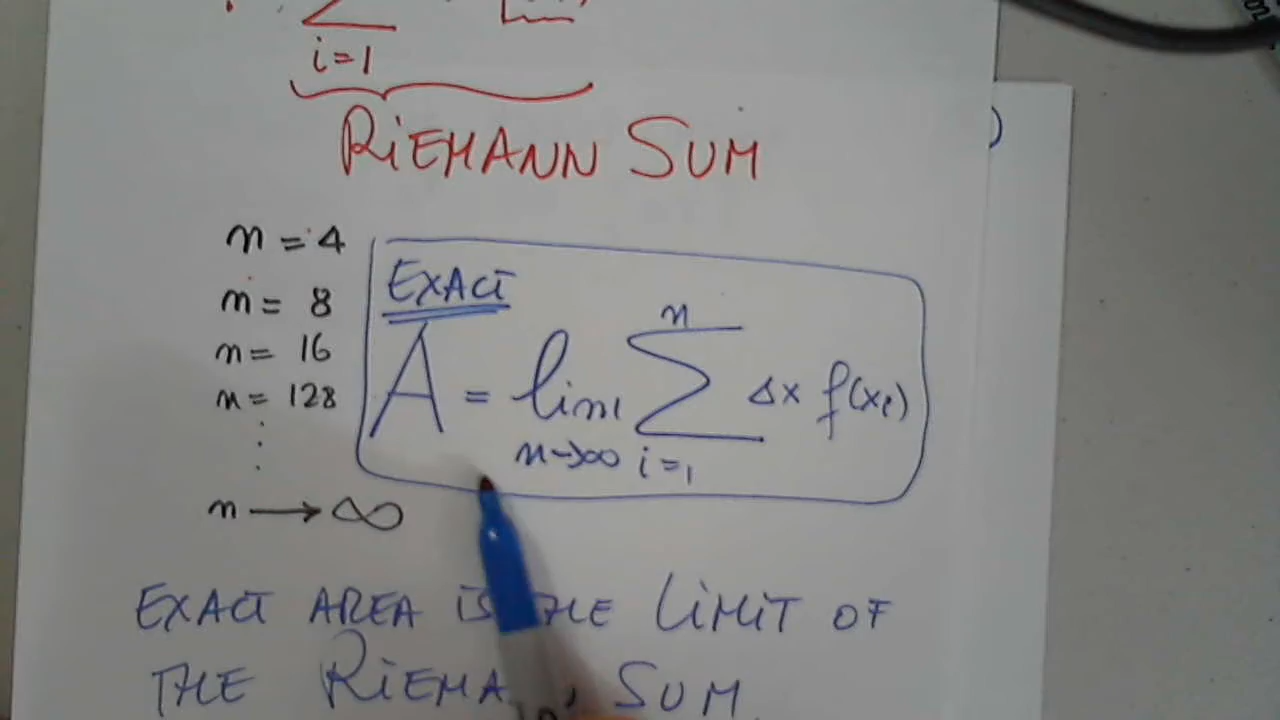 i=1
RIEMANN SUM
n = 4
n = 8
n = 16
n = 128
n → ∞
EXACT
A = lim n→∞ ∑ n i=1 Δx f(xi)
EXACT AREA IS THE LIMIT OF
THE SUM